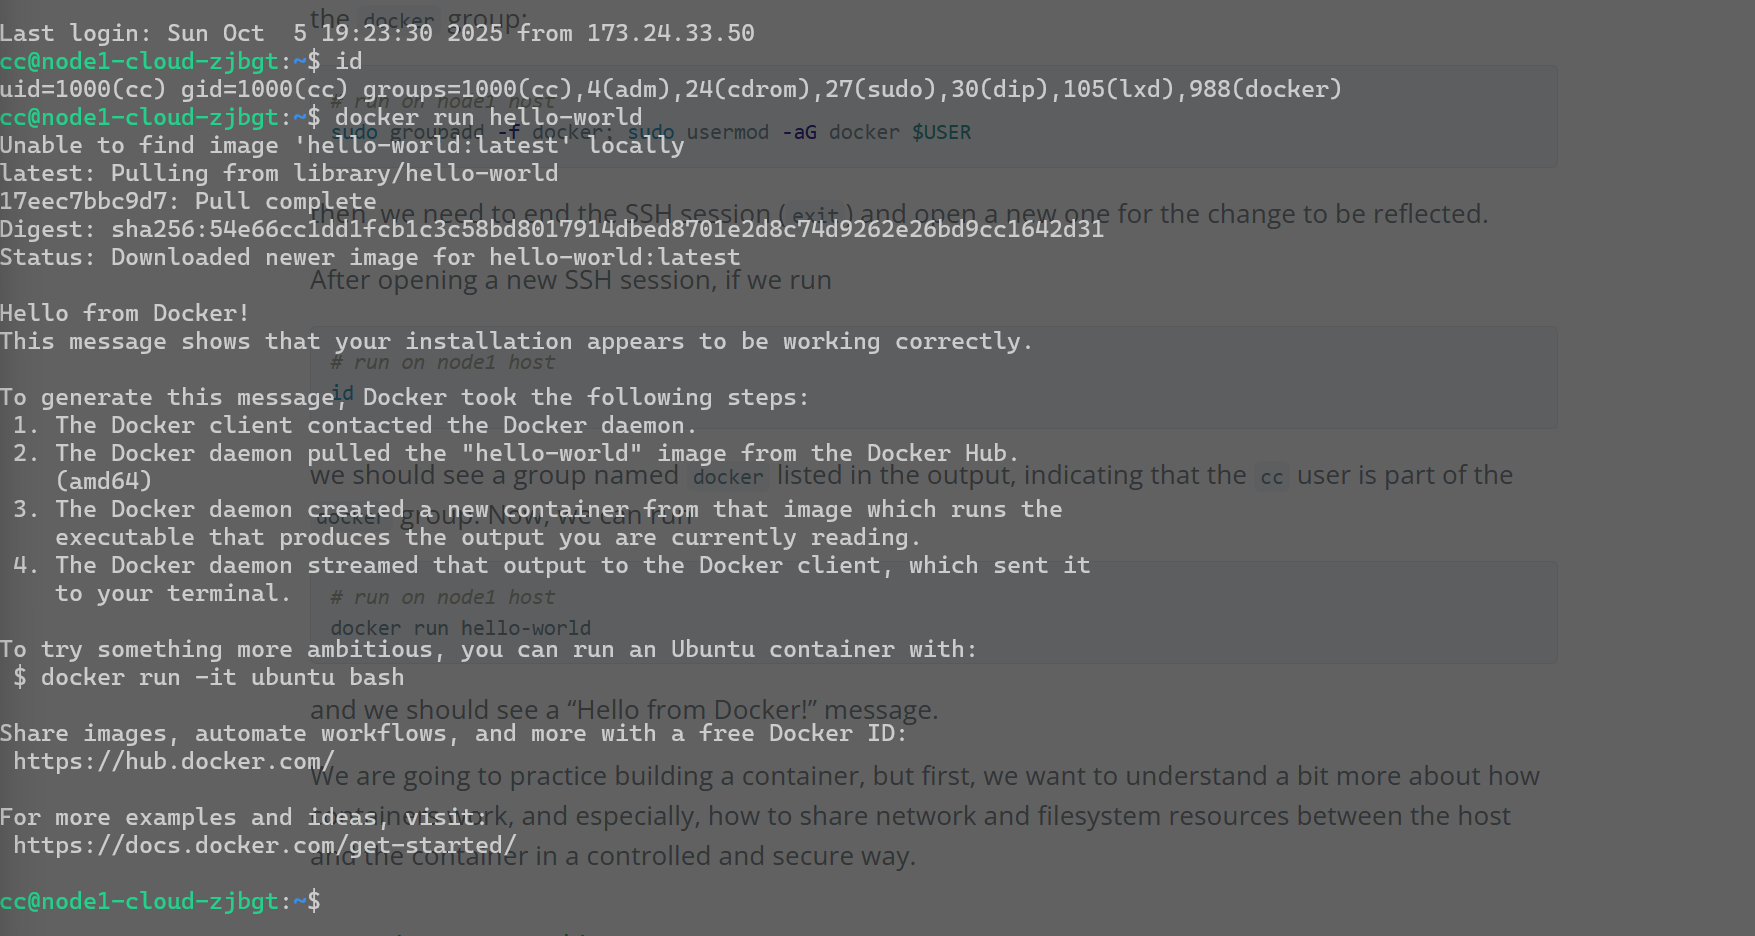 Last login: Sun Oct  5 19:23:30 2025 from 173.24.33.50
cc@node1-cloud-zjbgt:~$ id
uid=1000(cc) gid=1000(cc) groups=1000(cc),4(adm),24(cdrom),27(sudo),30(dip),105(lxd),988(docker)
cc@node1-cloud-zjbgt:~$ docker run hello-world
Unable to find image 'hello-world:latest' locally
latest: Pulling from library/hello-world
17eec7bbc9d7: Pull complete
Digest: sha256:54e66cc1dd1fcb1c3c58bd8017914dbed8701e2d8c74d9262e26bd9cc1642d31
Status: Downloaded newer image for hello-world:latest

Hello from Docker!
This message shows that your installation appears to be working correctly.

To generate this message, Docker took the following steps:
 1. The Docker client contacted the Docker daemon.
 2. The Docker daemon pulled the "hello-world" image from the Docker Hub.
    (amd64)
 3. The Docker daemon created a new container from that image which runs the
    executable that produces the output you are currently reading.
 4. The Docker daemon streamed that output to the Docker client, which sent it
    to your terminal.

To try something more ambitious, you can run an Ubuntu container with:
 $ docker run -it ubuntu bash

Share images, automate workflows, and more with a free Docker ID:
 https://hub.docker.com/

For more examples and ideas, visit:
 https://docs.docker.com/get-started/

cc@node1-cloud-zjbgt:~$
the docker group:
# run on node1 host
sudo groupadd -f docker; sudo usermod -aG docker $USER
then, we need to end the SSH session (exit) and open a new one for the change to be reflected.
After opening a new SSH session, if we run
# run on node1 host
id
we should see a group named docker listed in the output, indicating that the cc user is part of the
docker group. Now, we can run
# run on node1 host
docker run hello-world
and we should see a “Hello from Docker!” message.
We are going to practice building a container, but first, we want to understand a bit more about how
containers work, and especially, how to share network and filesystem resources between the host
and the container in a controlled and secure way.